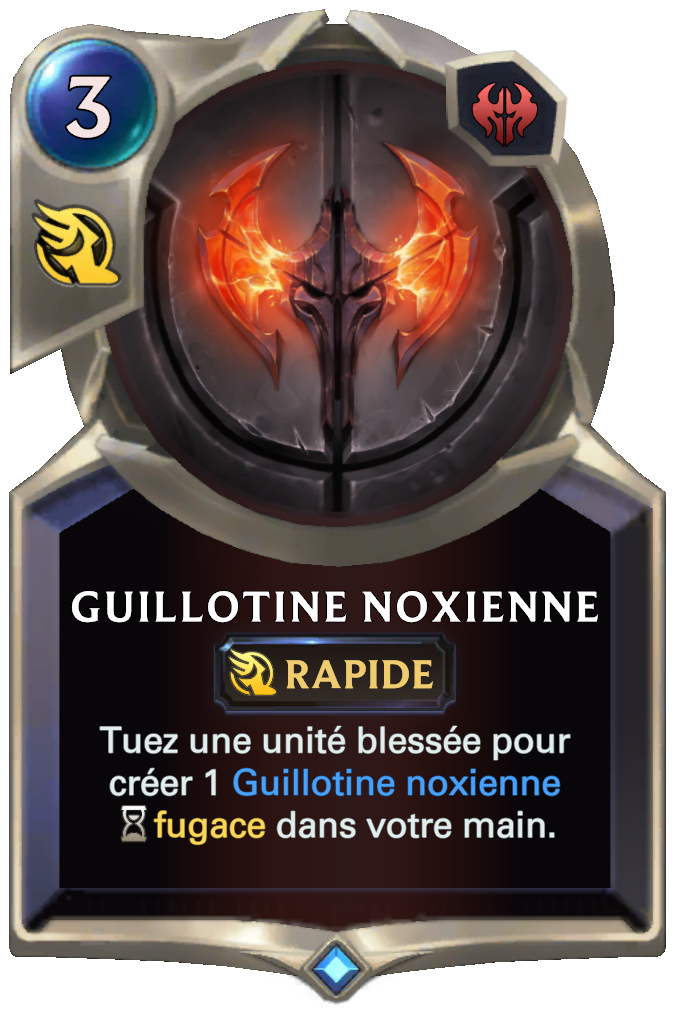 3
GUILLOTINE NOXIENNE
RAPIDE
Tuez une unité blessée pour
créer 1 Guillotine noxienne
fugace dans votre main.